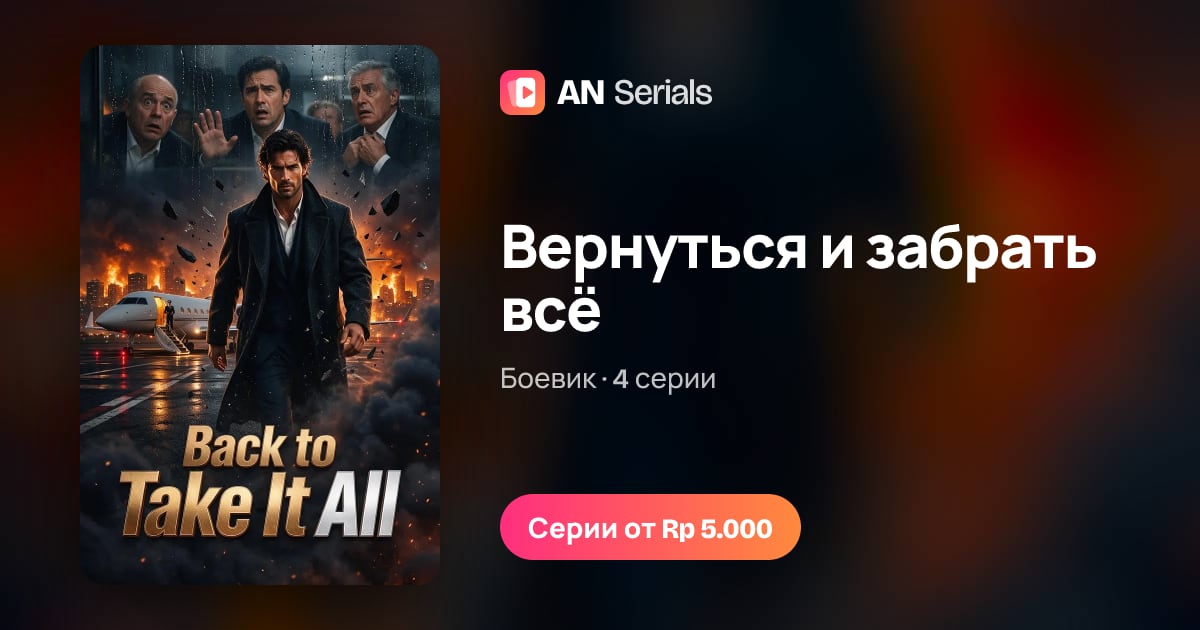 Back to
Take It All
AN Serials
Вернуться и забрать
всё
Боевик · 4 серии
Серии от Rp 5.000